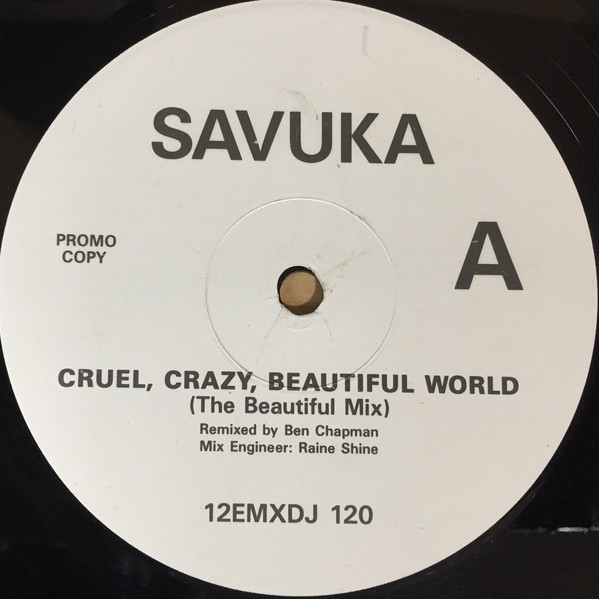 SAVUKA
A
PROMO
COPY
CRUEL, CRAZY, BEAUTIFUL WORLD
(The Beautiful Mix)
Remixed by Ben Chapman
Mix Engineer: Raine Shine
12EMXDJ 120